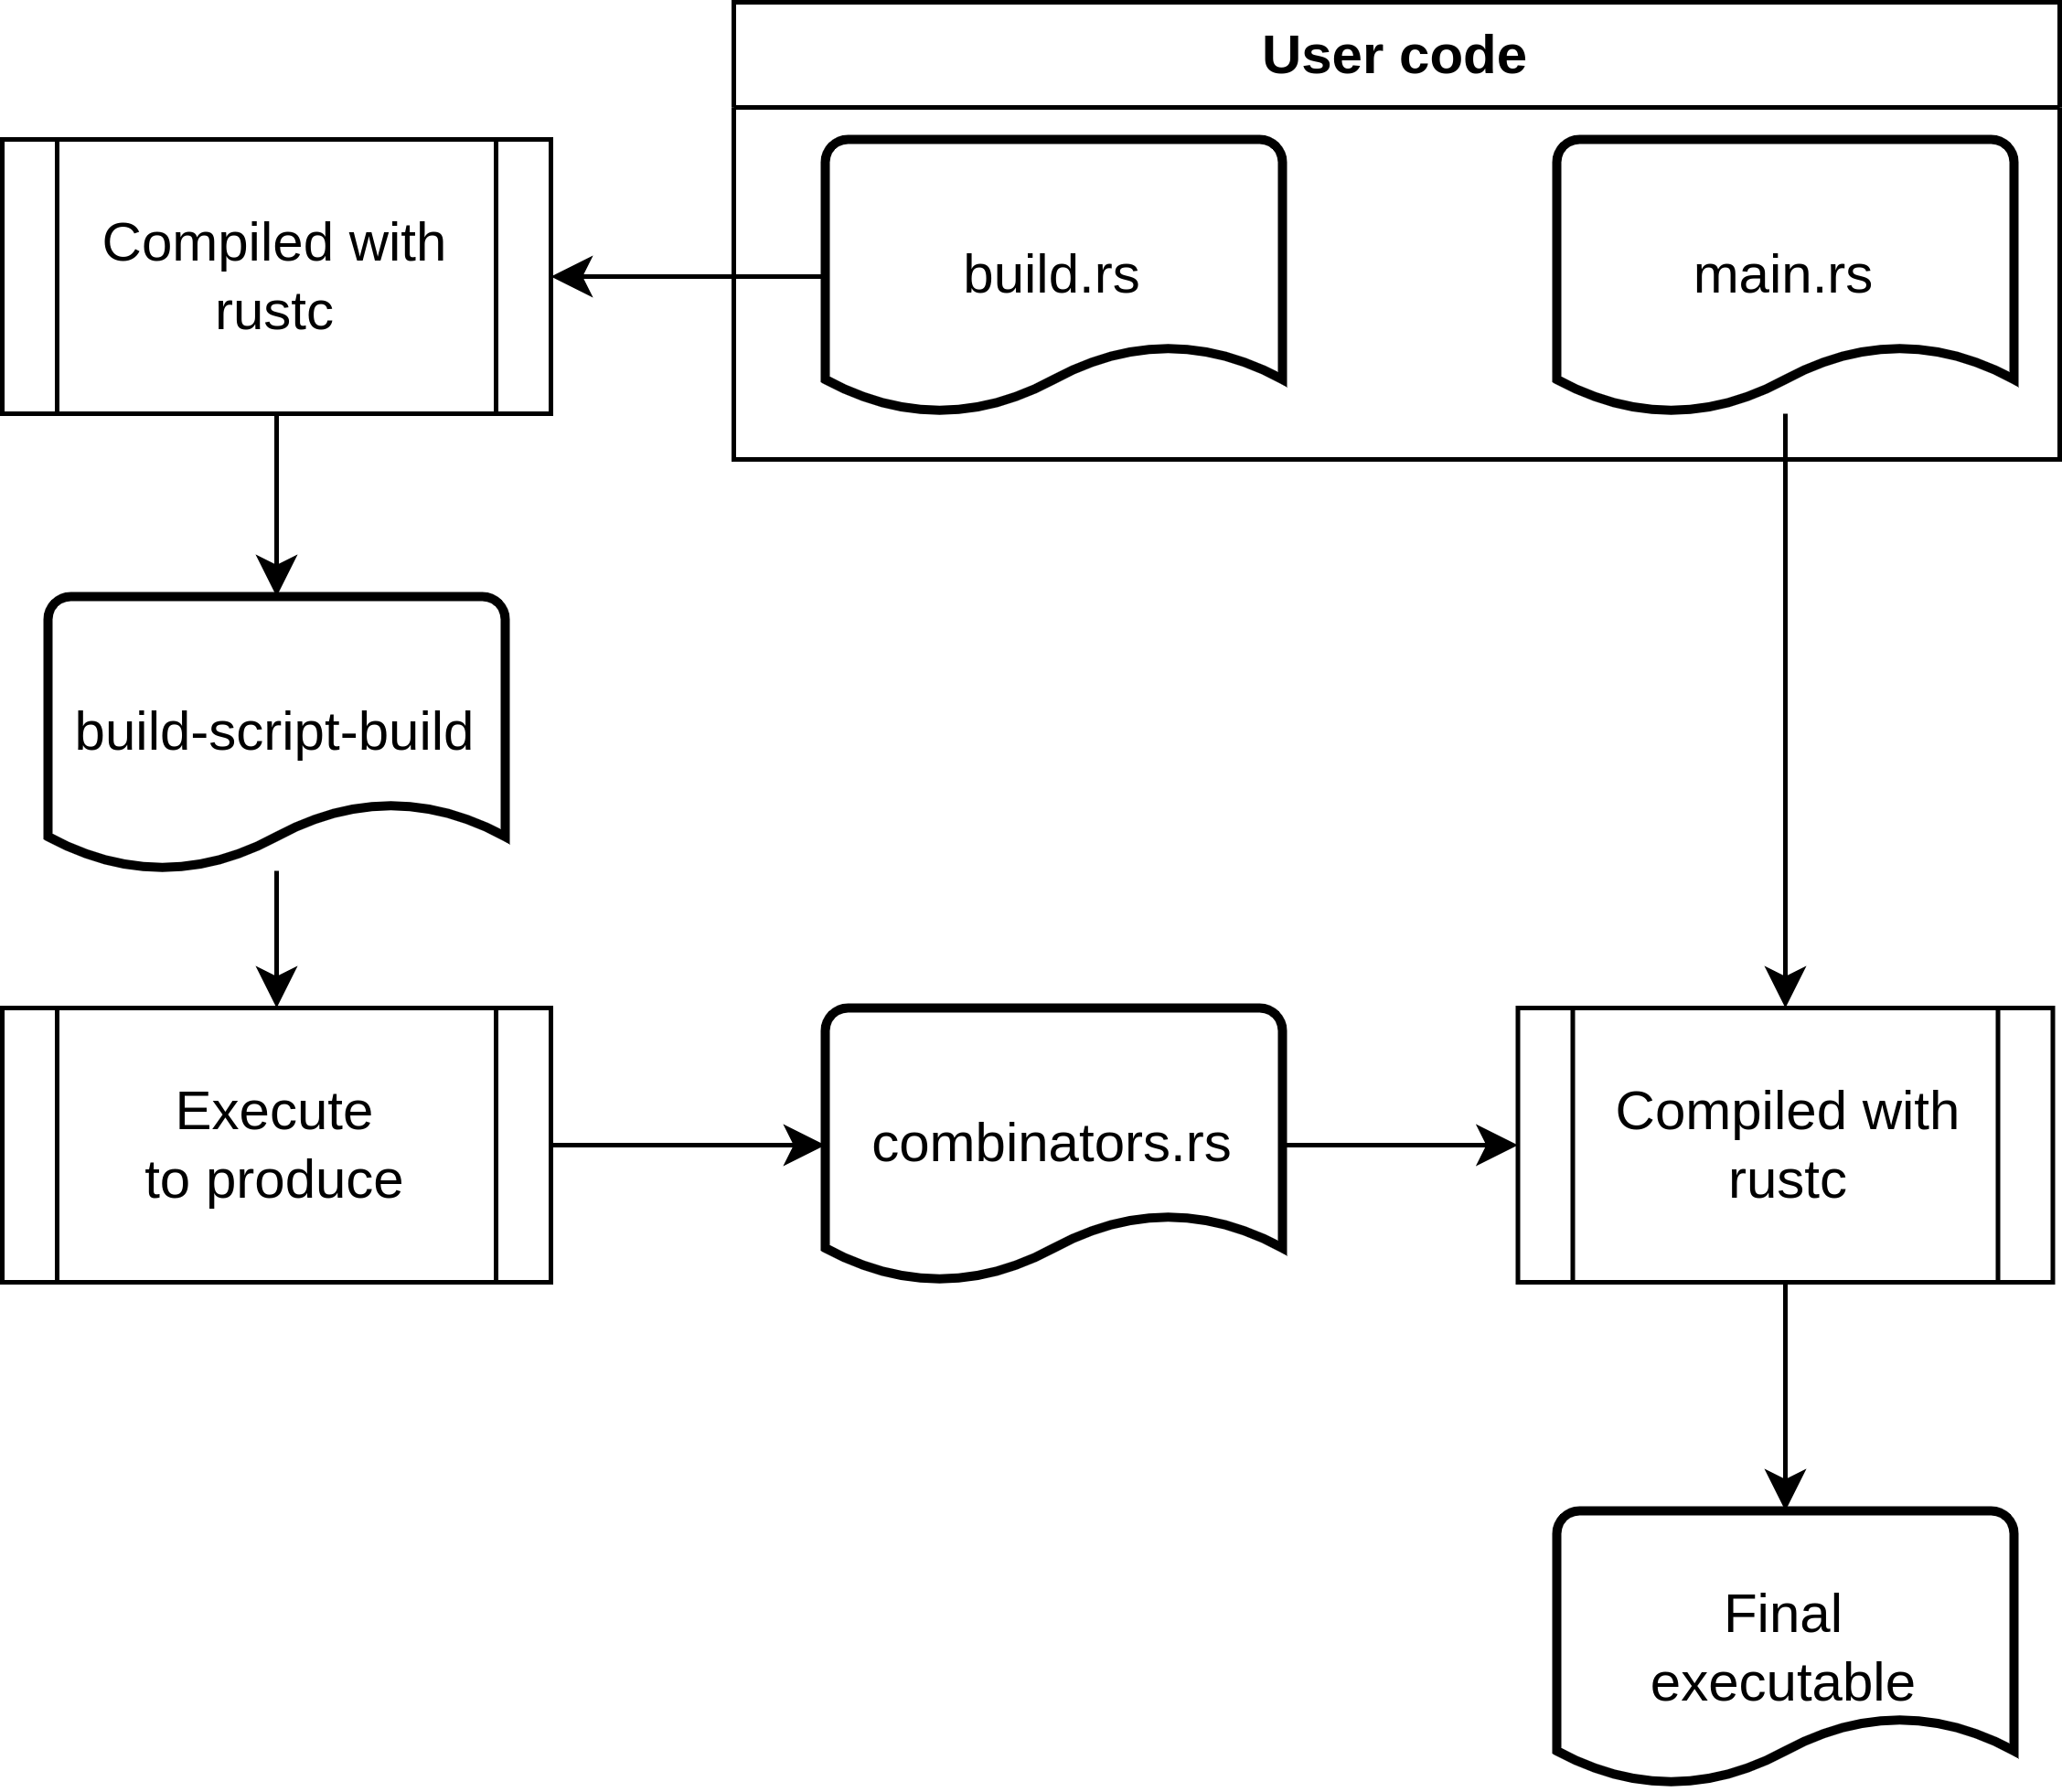 User code
Compiled with
rustc
build.rs
main.rs
build-script-build
Execute
to produce
combinators.rs
Compiled with
rustc
Final
executable